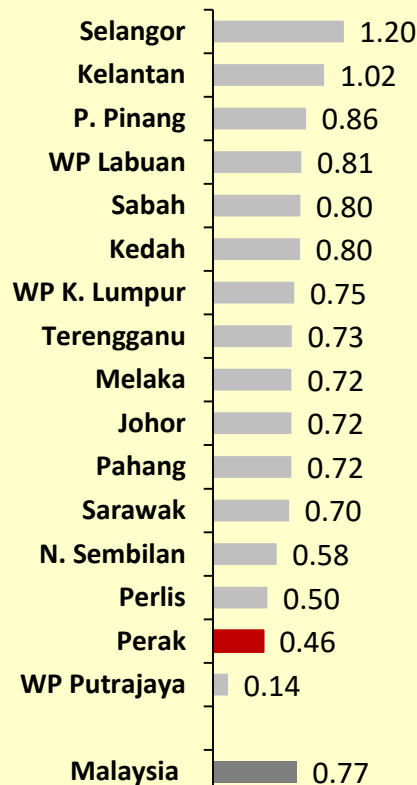 Selangor 1.20
Kelantan 1.02
P. Pinang 0.86
WP Labuan 0.81
Sabah 0.80
Kedah 0.80
WP K. Lumpur 0.75
Terengganu 0.73
Melaka 0.72
Johor 0.72
Pahang 0.72
Sarawak 0.70
N. Sembilan 0.58
Perlis 0.50
Perak 0.46
WP Putrajaya 0.14
Malaysia 0.77